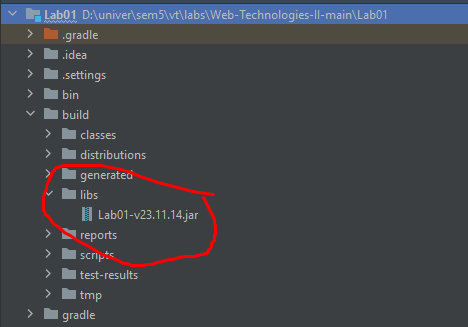 Lab01 D:\univer\sem5\vt\labs\Web-Technologies-II-main\Lab01
.gradle
.idea
.settings
bin
build
classes
distributions
generated
libs
Lab01-v23.11.14.jar
reports
scripts
test-results
tmp
gradle